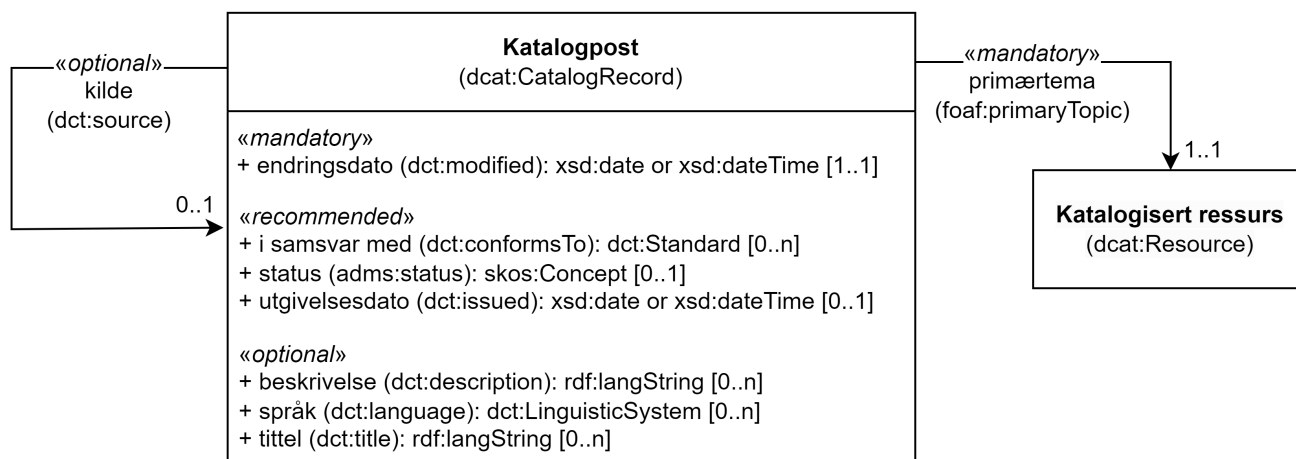 «optional»
kilde
(dct:source)
0..1
Katalogpost
(dcat:CatalogRecord)
«mandatory»
+ endringsdato (dct:modified): xsd:date or xsd:dateTime [1..1]
«recommended»
+ i samsvar med (dct:conformsTo): dct:Standard [0..n]
+ status (adms:status): skos:Concept [0..1]
+ utgivelsesdato (dct:issued): xsd:date or xsd:dateTime [0..1]
«optional»
+ beskrivelse (dct:description): rdf:langString [0..n]
+ språk (dct:language): dct:LinguisticSystem [0..n]
+ tittel (dct:title): rdf:langString [0..n]
«mandatory»
primærtema
(foaf:primaryTopic)
1..1
Katalogisert ressurs
(dcat:Resource)